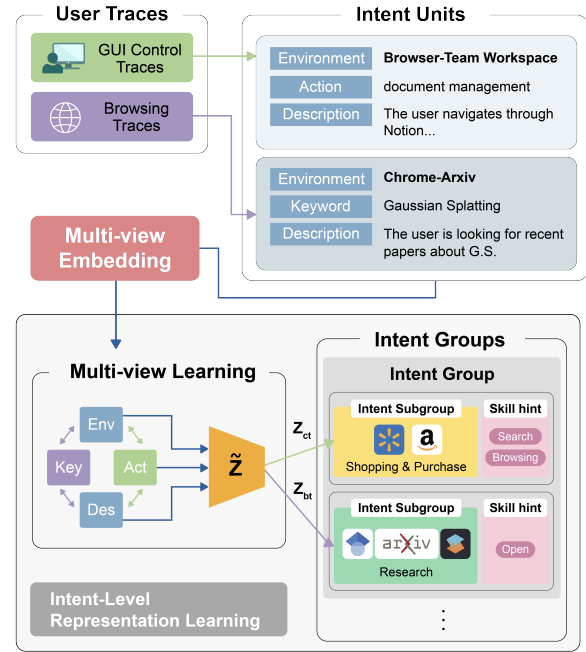 User Traces
GUI Control
Traces
Browsing
Traces
Intent Units
Environment
Browser-Team Workspace
Action
document management
Description
The user navigates through
Notion...
Environment
Chrome-Arxiv
Keyword
Gaussian Splatting
Description
The user is looking for recent
papers about G.S.
Multi-view
Embedding
Multi-view Learning
Env
Key
Act
Des
Z̃
Z_ct
Z_bt
Intent-Level
Representation Learning
Intent Groups
Intent Group
Intent Subgroup
a
Shopping & Purchase
Skill hint
Search
Browsing
Intent Subgroup
arXiv
Research
Skill hint
Open